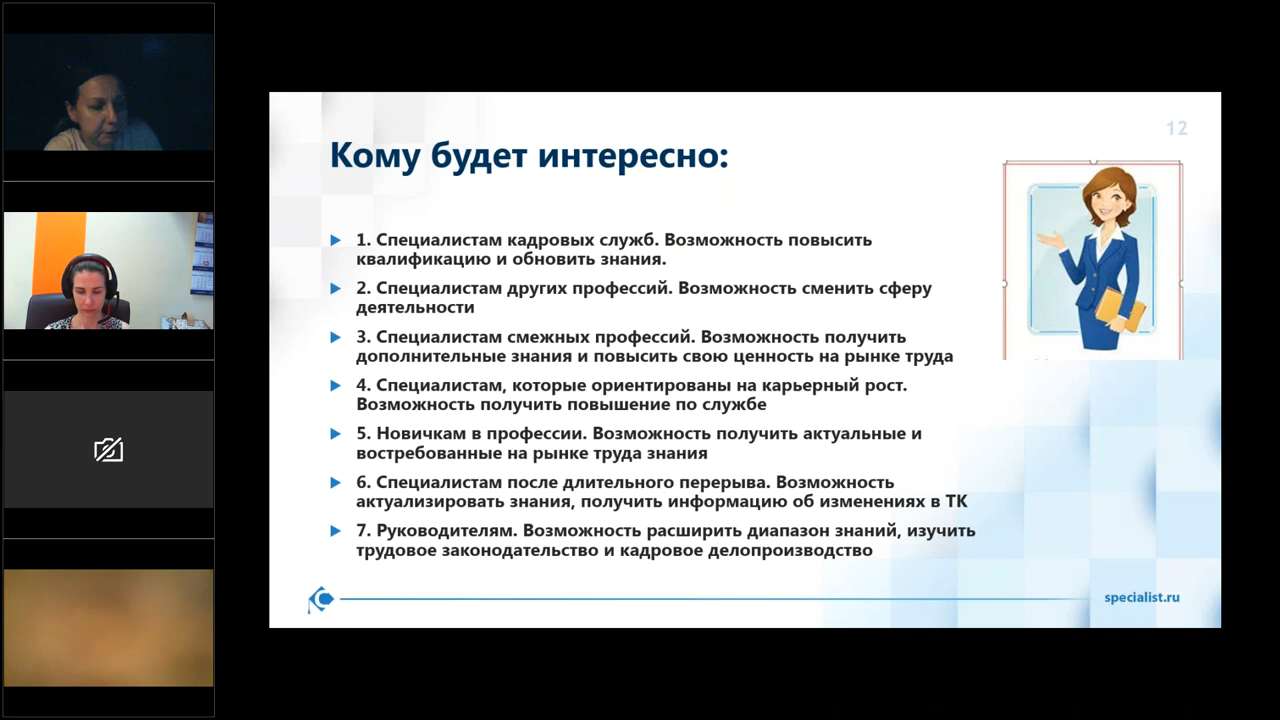 12
Кому будет интересно:
1. Специалистам кадровых служб. Возможность повысить
квалификацию и обновить знания.
2. Специалистам других профессий. Возможность сменить сферу
деятельности
3. Специалистам смежных профессий. Возможность получить
дополнительные знания и повысить свою ценность на рынке труда
4. Специалистам, которые ориентированы на карьерный рост.
Возможность получить повышение по службе
5. Новичкам в профессии. Возможность получить актуальные и
востребованные на рынке труда знания
6. Специалистам после длительного перерыва. Возможность
актуализировать знания, получить информацию об изменениях в ТК
7. Руководителям. Возможность расширить диапазон знаний, изучить
трудовое законодательство и кадровое делопроизводство
specialist.ru